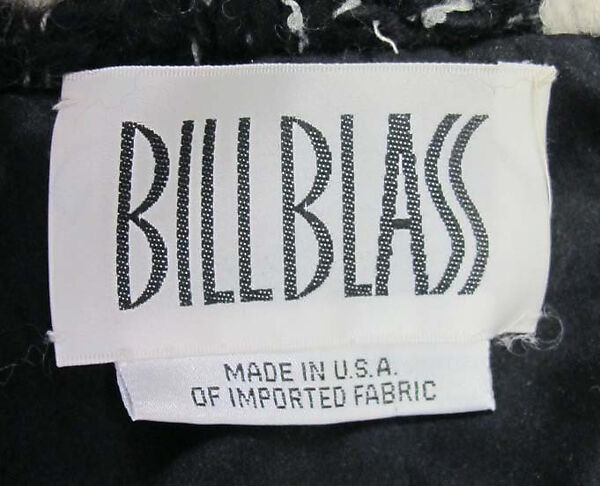 BILLBLASS
MADE IN U.S.A.
OF IMPORTED FABRIC